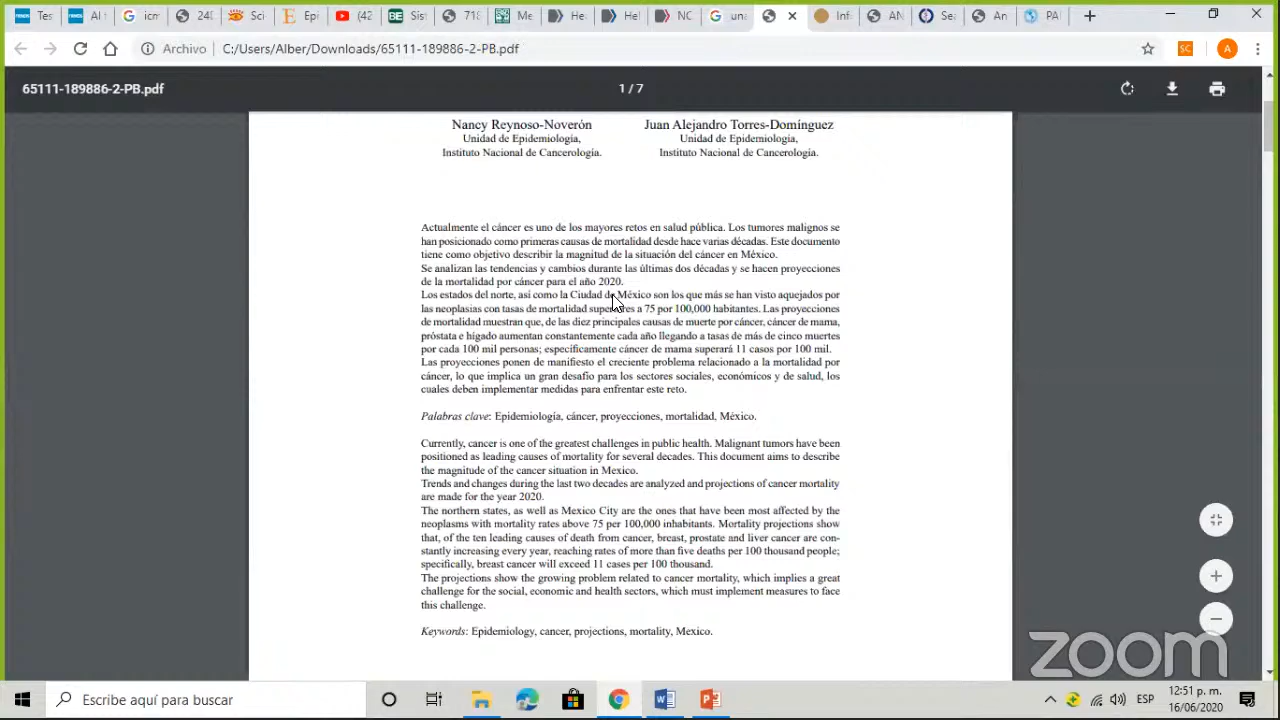 Tes
Alt
icm
240
Sci
Epi
(42
Sis
718
Me
He
Hel
NC
una
Inf
AN
Sec
An
PAI
Archivo
C:/Users/Alber/Downloads/65111-189886-2-PB.pdf
SC
A
65111-189886-2-PB.pdf
1 / 7
Nancy Reynoso-Noverón
Juan Alejandro Torres-Domínguez
Unidad de Epidemiología,
Unidad de Epidemiología,
Instituto Nacional de Cancerología.
Instituto Nacional de Cancerología.
Actualmente el cáncer es uno de los mayores retos en salud pública. Los tumores malignos se
han posicionado como primeras causas de mortalidad desde hace varias décadas. Este documento
tiene como objetivo describir la magnitud de la situación del cáncer en México.
Se analizan las tendencias y cambios durante las últimas dos décadas y se hacen proyecciones
de la mortalidad por cáncer para el año 2020.
Los estados del norte, así como la Ciudad de México son los que más se han visto aquejados por
las neoplasias con tasas de mortalidad superiores a 75 por 100,000 habitantes. Las proyecciones
de mortalidad muestran que, de las diez principales causas de muerte por cáncer, cáncer de mama,
próstata e hígado aumentan constantemente cada año llegando a tasas de más de cinco muertes
por cada 100 mil personas; específicamente cáncer de mama superará 11 casos por 100 mil.
Las proyecciones ponen de manifiesto el creciente problema relacionado a la mortalidad por
cáncer, lo que implica un gran desafío para los sectores sociales, económicos y de salud, los
cuales deben implementar medidas para enfrentar este reto.
Palabras clave: Epidemiología, cáncer, proyecciones, mortalidad, México.
Currently, cancer is one of the greatest challenges in public health. Malignant tumors have been
positioned as leading causes of mortality for several decades. This document aims to describe
the magnitude of the cancer situation in Mexico.
Trends and changes during the last two decades are analyzed and projections of cancer mortality
are made for the year 2020.
The northern states, as well as Mexico City are the ones that have been most affected by the
neoplasms with mortality rates above 75 per 100,000 inhabitants. Mortality projections show
that, of the ten leading causes of death from cancer, breast, prostate and liver cancer are con-
stantly increasing every year, reaching rates of more than five deaths per 100 thousand people;
specifically, breast cancer will exceed 11 cases per 100 thousand.
The projections show the growing problem related to cancer mortality, which implies a great
challenge for the social, economic and health sectors, which must implement measures to face
this challenge.
Keywords: Epidemiology, cancer, projections, mortality, Mexico.
zoom
Escribe aquí para buscar
ESP
12:51 p. m.
16/06/2020